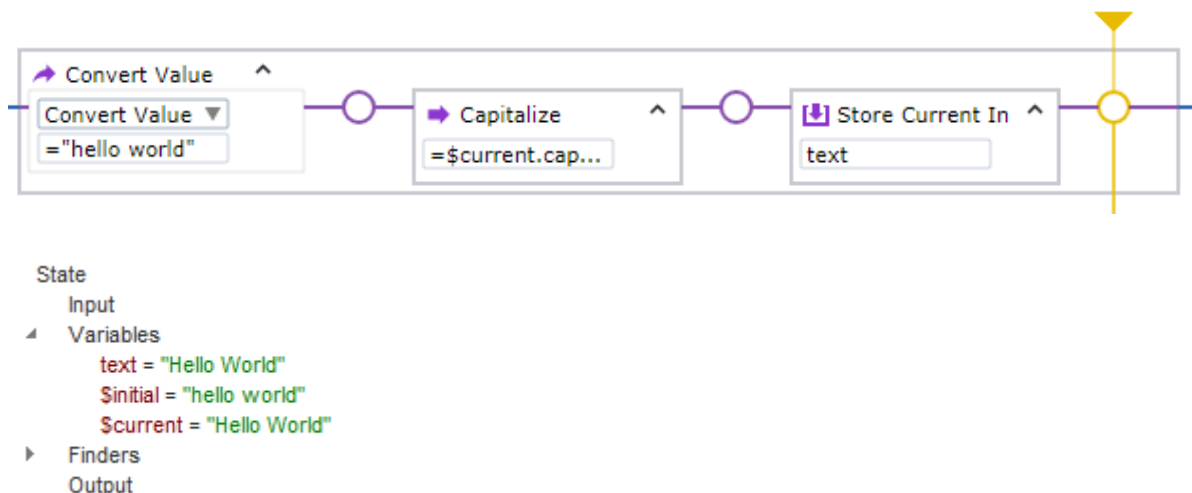 Convert Value
Convert Value
="hello world"
Capitalize
=$current.cap...
Store Current In
text
State
Input
Variables
text = "Hello World"
$initial = "hello world"
$current = "Hello World"
Finders
Output